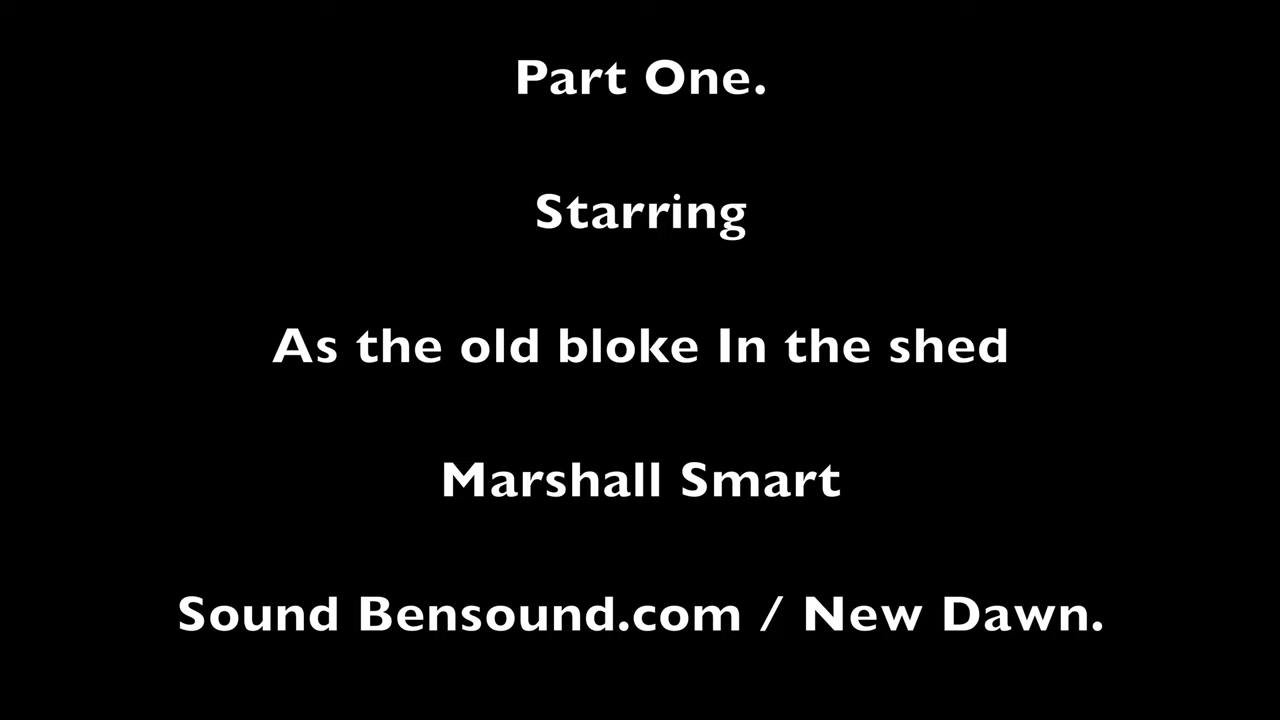 Part One.
Starring
As the old bloke In the shed
Marshall Smart
Sound Bensound.com / New Dawn.